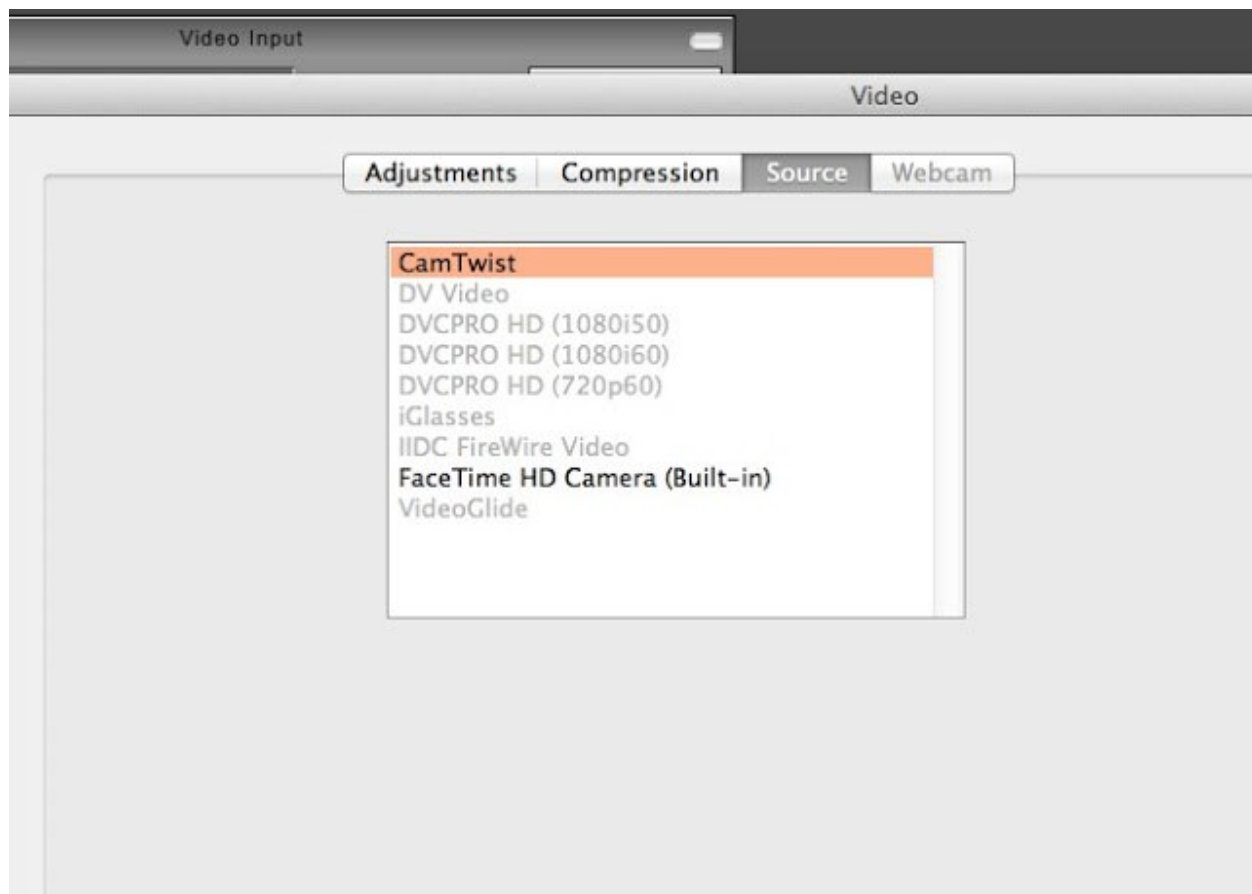 Video Input
Video
Adjustments Compression Source Webcam
CamTwist
DV Video
DVCPRO HD (1080i50)
DVCPRO HD (1080i60)
DVCPRO HD (720p60)
iGlasses
IIDC FireWire Video
FaceTime HD Camera (Built-in)
VideoGlide